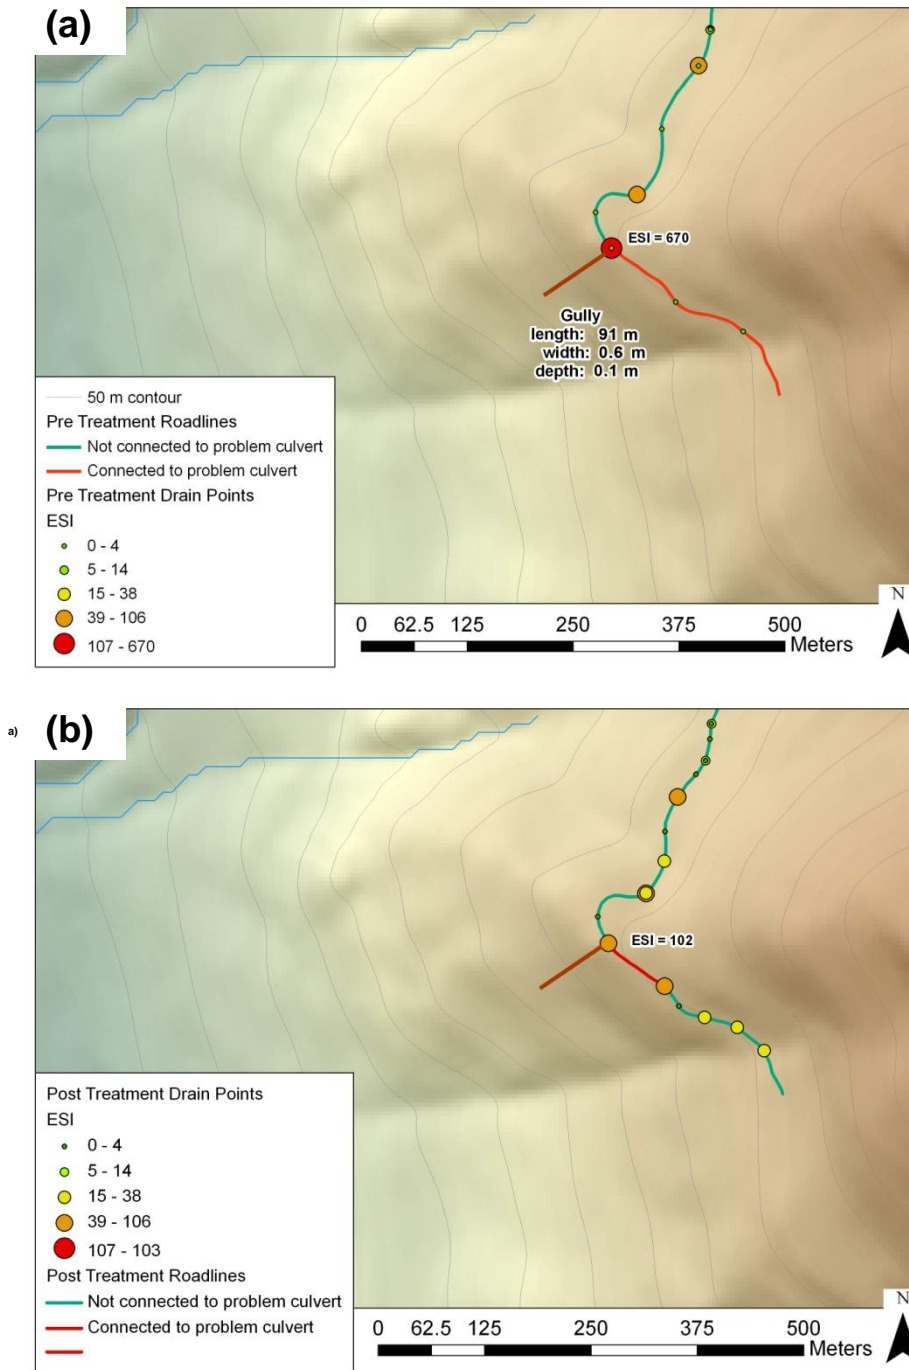 (a)
ESI = 670
Gully
length: 91 m
width: 0.6 m
depth: 0.1 m
50 m contour
Pre Treatment Roadlines
Not connected to problem culvert
Connected to problem culvert
Pre Treatment Drain Points
ESI
0 - 4
5 - 14
15 - 38
39 - 106
107 - 670
0 62.5 125 250 375 500
Meters
N
a)
(b)
ESI = 102
Post Treatment Drain Points
ESI
0 - 4
5 - 14
15 - 38
39 - 106
107 - 103
Post Treatment Roadlines
Not connected to problem culvert
Connected to problem culvert
0 62.5 125 250 375 500
Meters
N